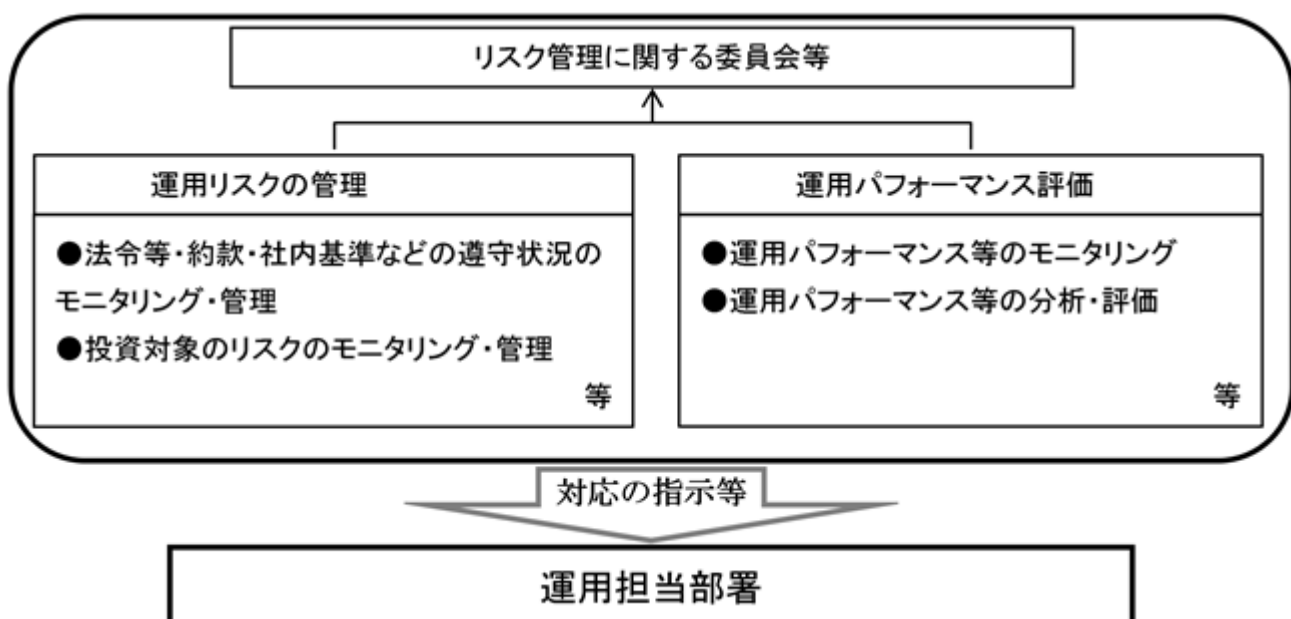 リスク管理に関する委員会等
運用リスクの管理
●法令等・約款・社内基準などの遵守状況の
モニタリング・管理
●投資対象のリスクのモニタリング・管理
等
運用パフォーマンス評価
●運用パフォーマンス等のモニタリング
●運用パフォーマンス等の分析・評価
等
対応の指示等
運用担当部署